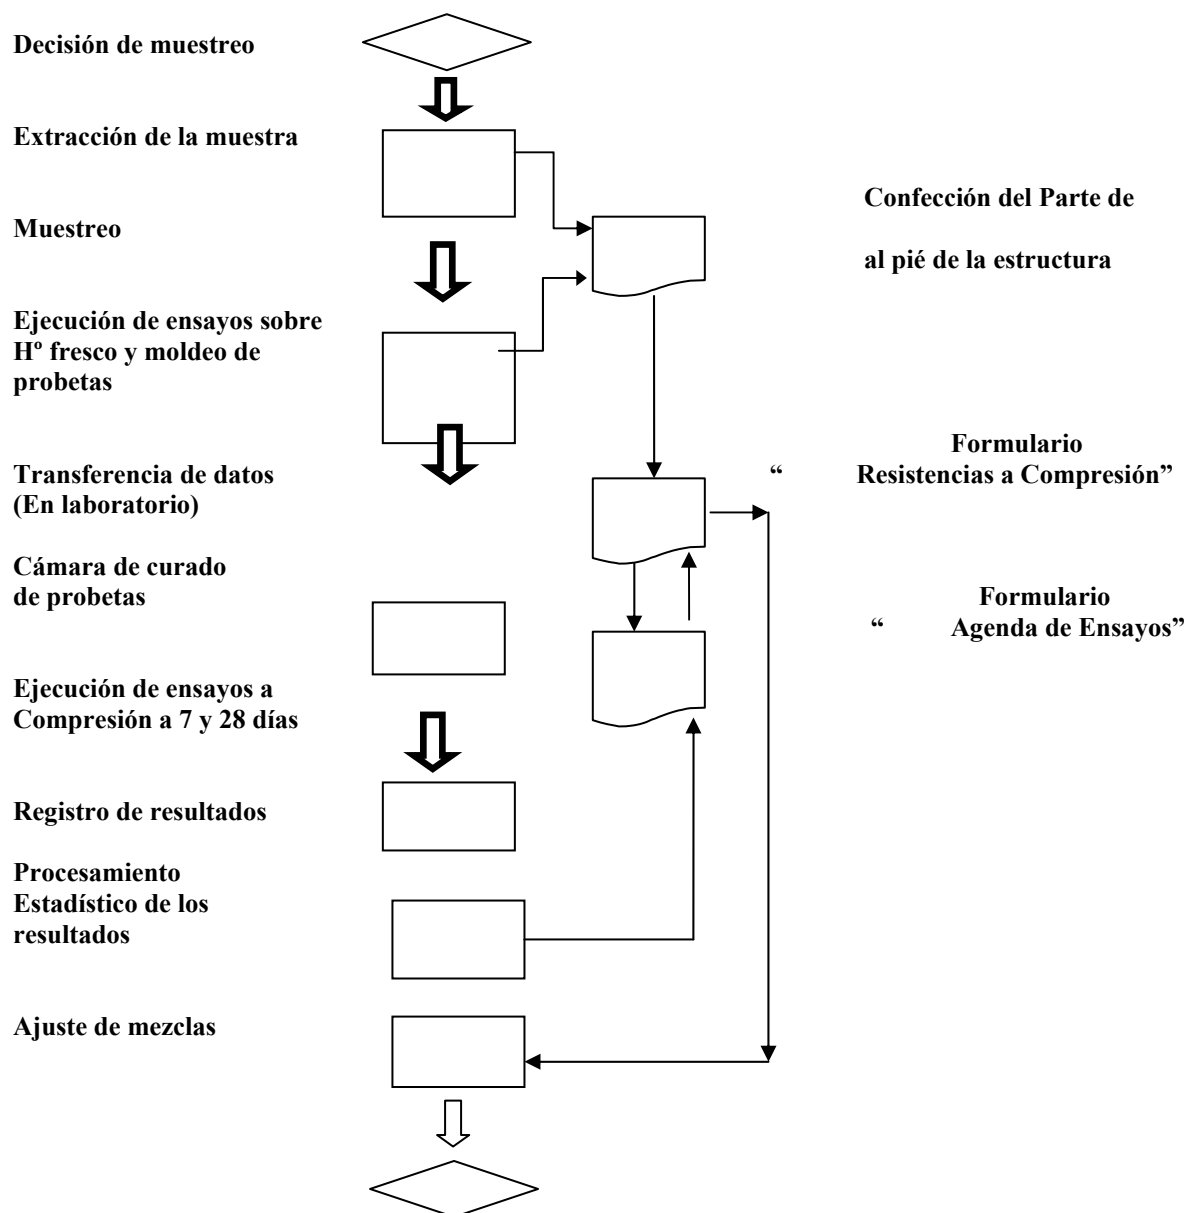 Decisión de muestreo
Extracción de la muestra
Confección del Parte de
Muestreo
al pié de la estructura
Ejecución de ensayos sobre
Hº fresco y moldeo de
probetas
Formulario
Transferencia de datos
“ Resistencias a Compresión”
(En laboratorio)
Cámara de curado
de probetas
Formulario
“ Agenda de Ensayos”
Ejecución de ensayos a
Compresión a 7 y 28 días
Registro de resultados
Procesamiento
Estadístico de los
resultados
Ajuste de mezclas